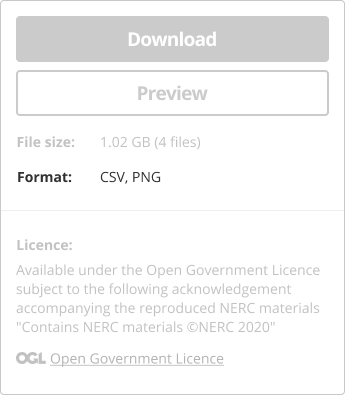 Download
Preview
File size: 1.02 GB (4 files)
Format: CSV, PNG
Licence:
Available under the Open Government Licence
subject to the following acknowledgement
accompanying the reproduced NERC materials
"Contains NERC materials ©NERC 2020"
OGL Open Government Licence